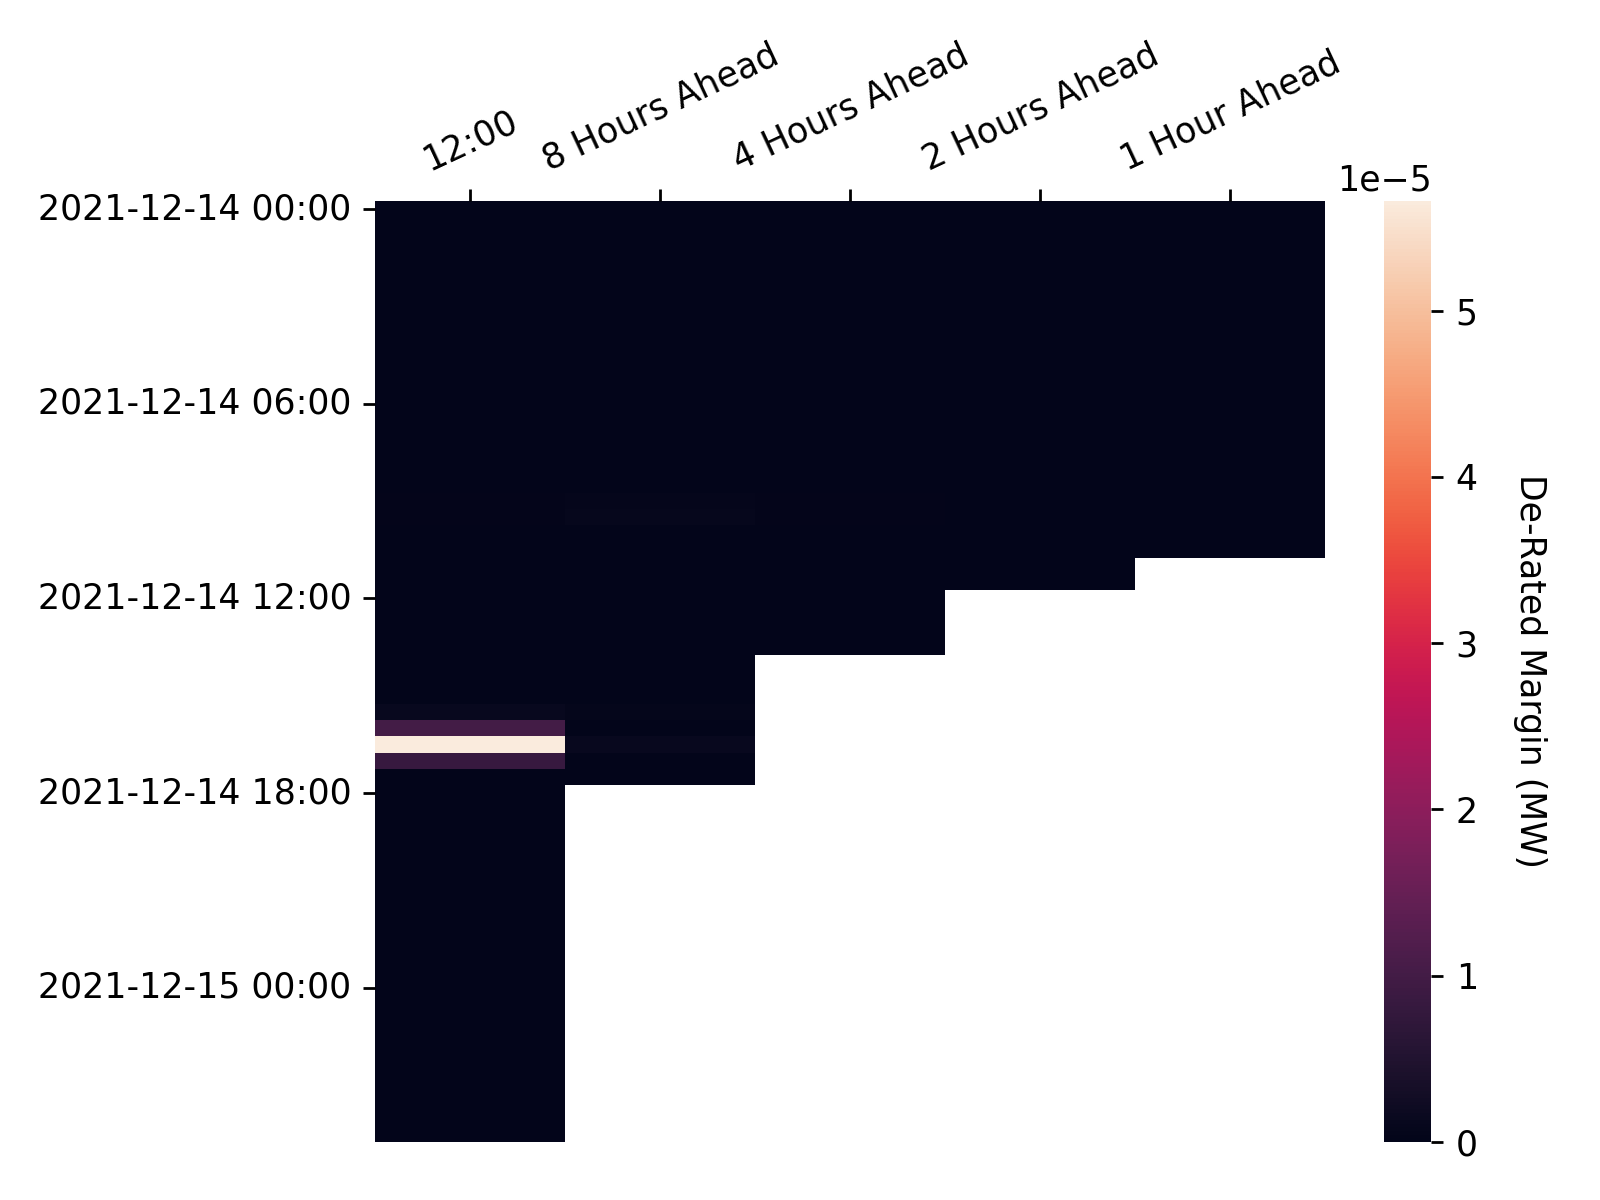 12:00
8 Hours Ahead
4 Hours Ahead
2 Hours Ahead
1 Hour Ahead
1e−5
2021-12-14 00:00
2021-12-14 06:00
2021-12-14 12:00
2021-12-14 18:00
2021-12-15 00:00
5
4
3
2
1
0
De-Rated Margin (MW)